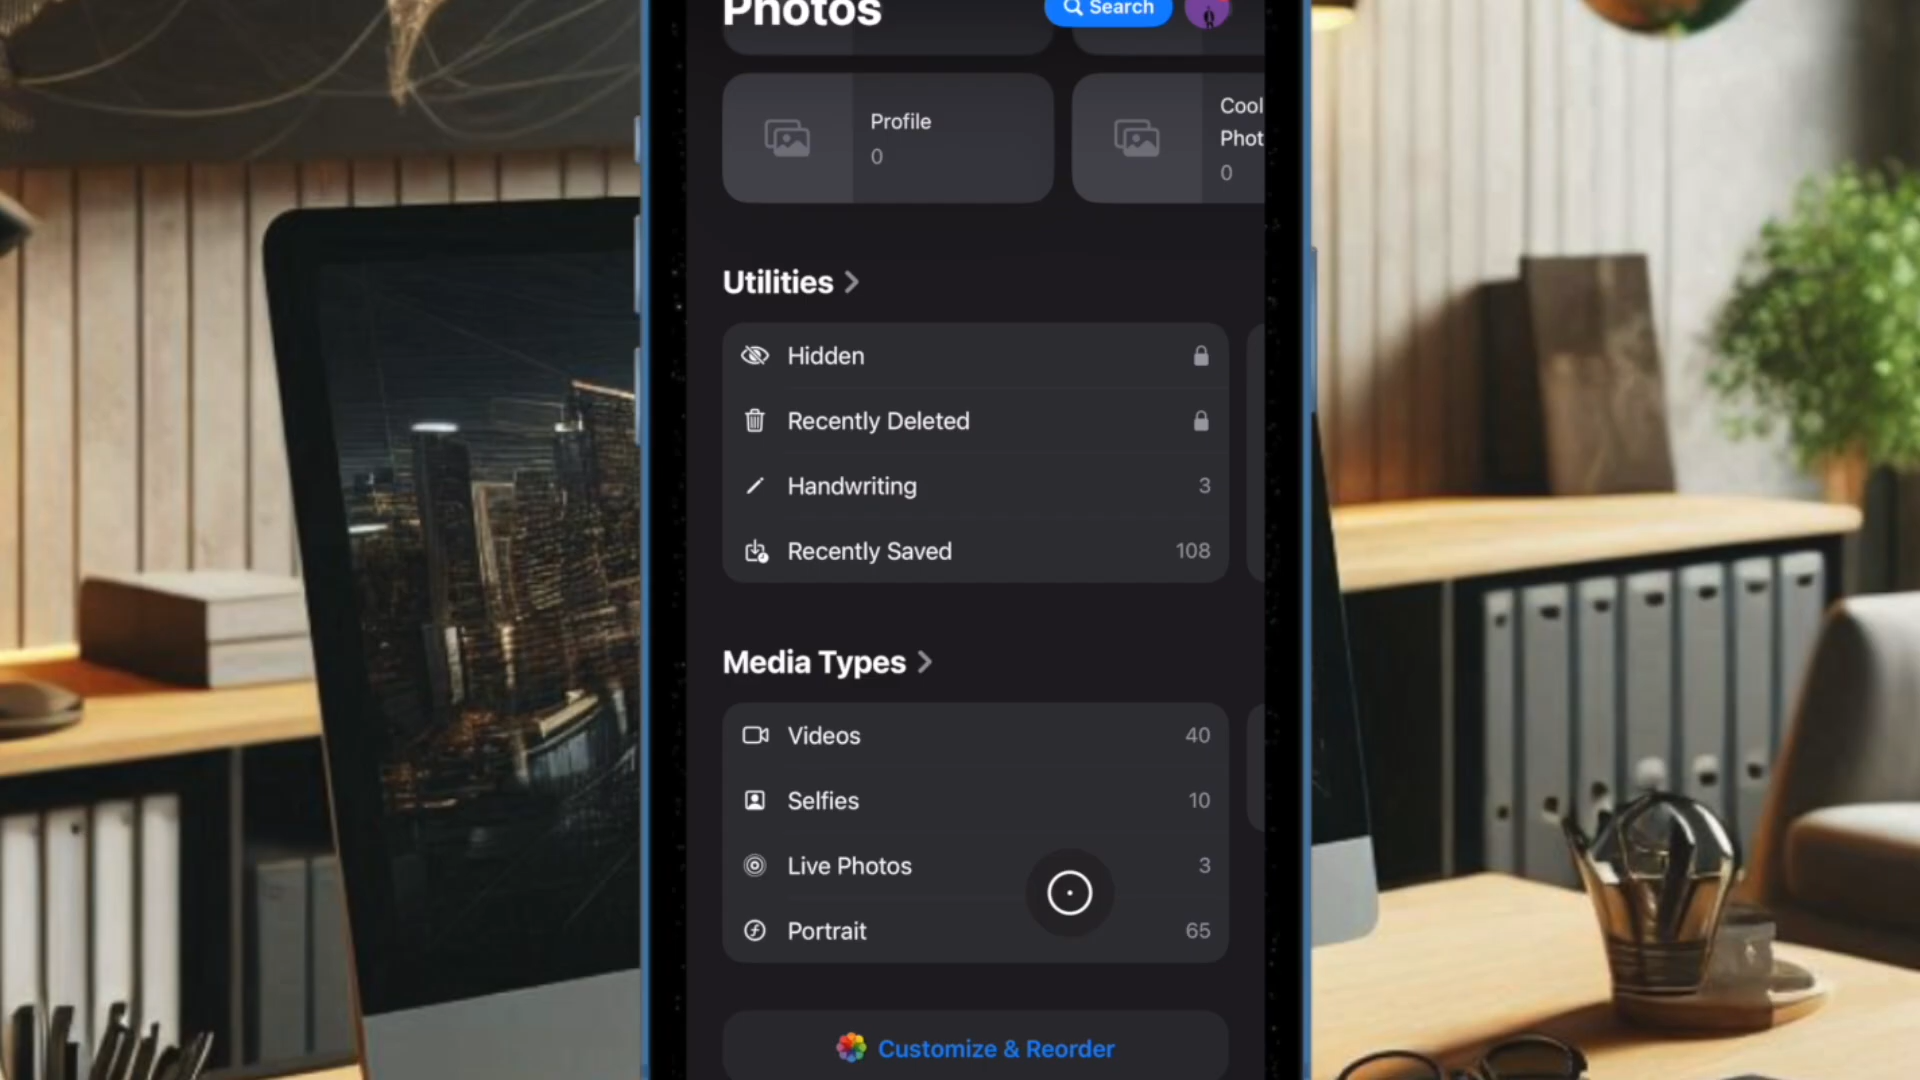 Photos
Search
Profile
0
Cool
Phot
0
Utilities
Hidden
Recently Deleted
Handwriting 3
Recently Saved 108
Media Types
Videos 40
Selfies 10
Live Photos 3
Portrait 65
Customize & Reorder